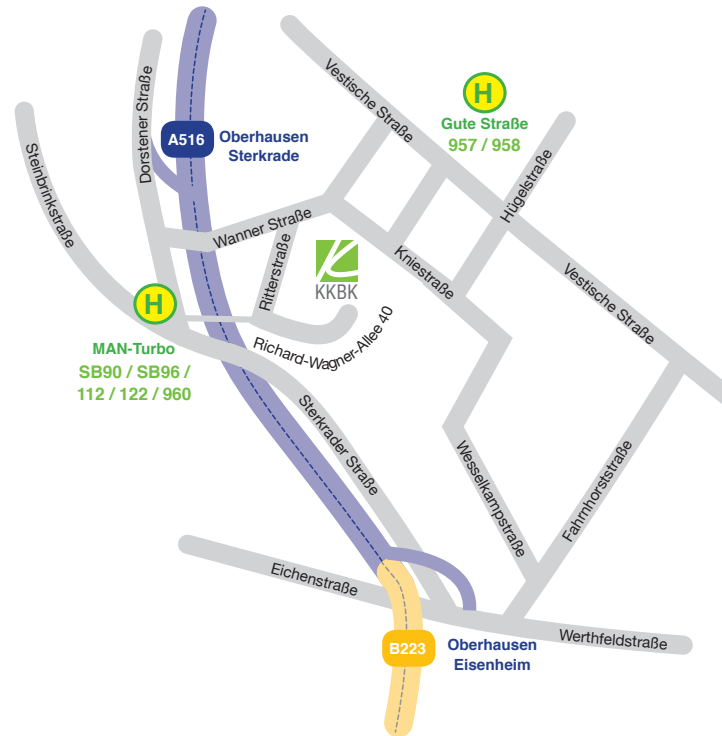 Vestische Straße
H
Gute Straße
957 / 958
Dorstener Straße
A516
Oberhausen
Sterkrade
Hügelstraße
Steinbrinkstraße
Wanner Straße
Ritterstraße
KKBK
Kniestraße
Vestische Straße
H
MAN-Turbo
SB90 / SB96 /
112 / 122 / 960
Richard-Wagner-Allee 40
Sterkrader Straße
Wesselkampstraße
Fahrnhorststraße
Eichenstraße
B223
Oberhausen
Eisenheim
Werthfeldstraße